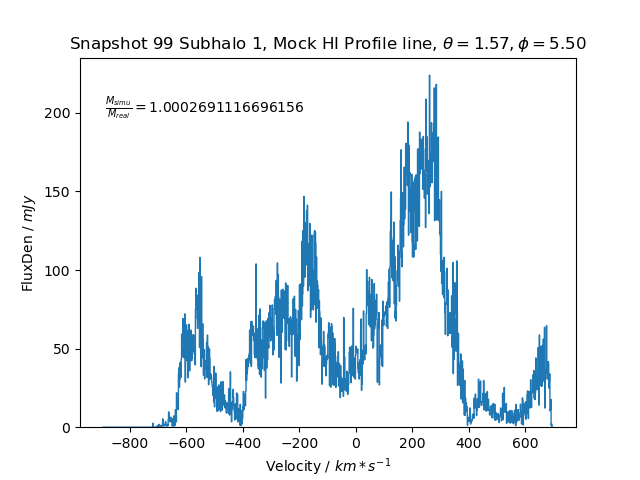 Snapshot 99 Subhalo 1, Mock HI Profile line, θ = 1.57, ϕ = 5.50
M_simu/M_real = 1.0002691116696156
FluxDen / mJy
200
150
100
50
0
−800 −600 −400 −200 0 200 400 600
Velocity / km * s⁻¹